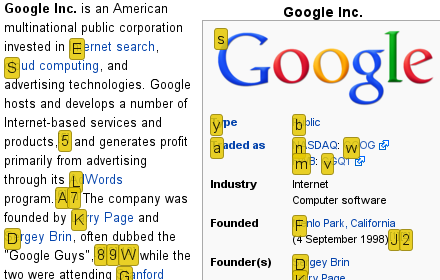 Google Inc. is an American
multinational public corporation
invested in E ernet search,
S ud computing, and
advertising technologies. Google
hosts and develops a number of
Internet-based services and
products, 5 and generates profit
primarily from advertising
through its L Words
program. A 7 The company was
founded by K rry Page and
D rgey Brin, often dubbed the
"Google Guys", 8 9 W while the
two were attending G anford
Google Inc.
s
Google
y pe b blic
a aded as n SDAQ: w OG
m B: v
Industry Internet
Computer software
Founded F nlo Park, California
(4 September 1998) J 2
Founder(s) D rgey Brin
K rry Page